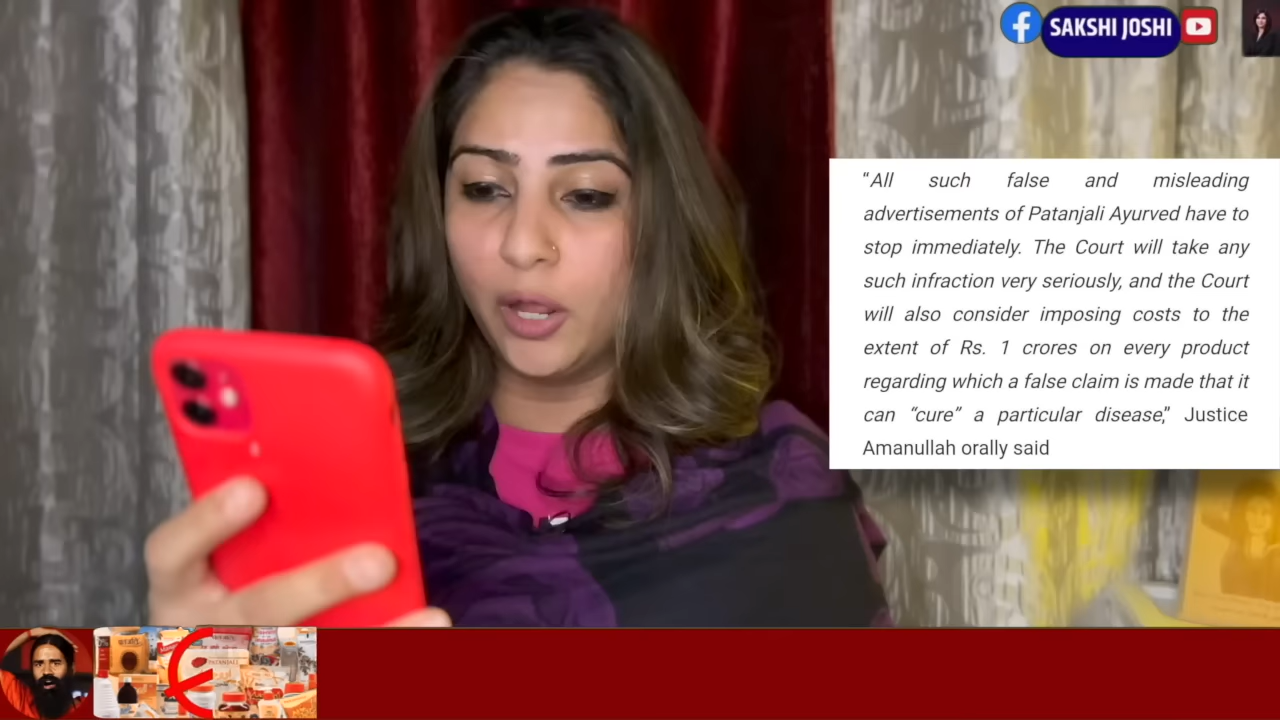 SAKSHI JOSHI
“All such false and misleading
advertisements of Patanjali Ayurved have to
stop immediately. The Court will take any
such infraction very seriously, and the Court
will also consider imposing costs to the
extent of Rs. 1 crores on every product
regarding which a false claim is made that it
can “cure” a particular disease,” Justice
Amanullah orally said
PATANJALI